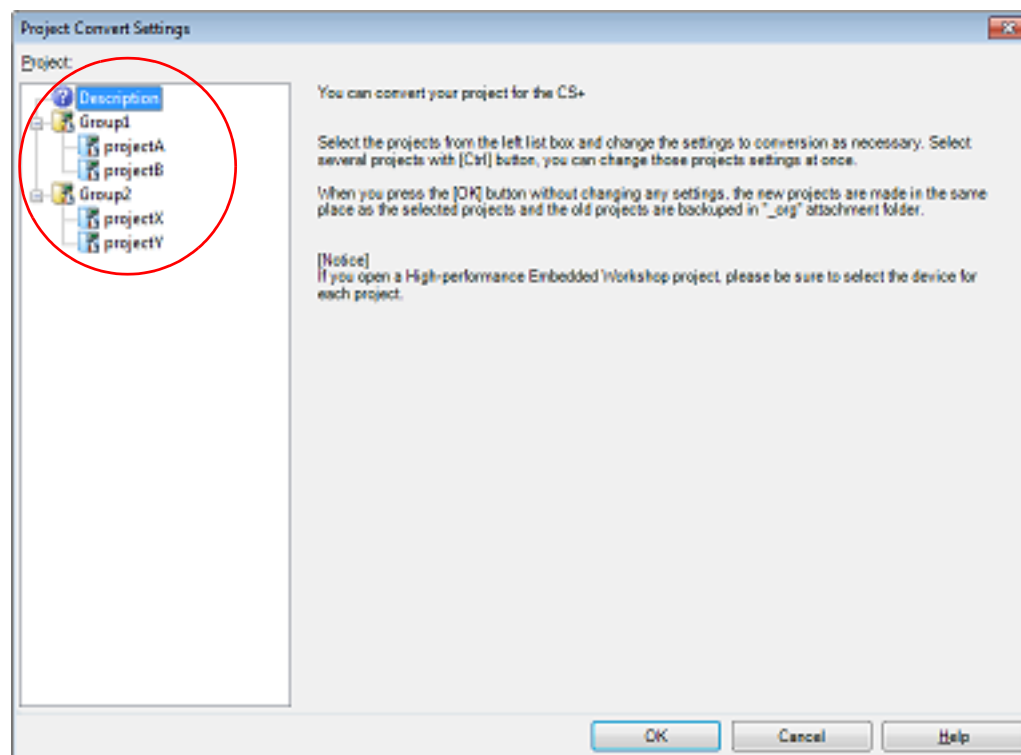 Project Convert Settings
Project:
Description
Group1
projectA
projectB
Group2
projectX
projectY
You can convert your project for the CS+
Select the projects from the left list box and change the settings to conversion as necessary. Select
several projects with [Ctrl] button, you can change those projects settings at once.
When you press the [OK] button without changing any settings, the new projects are made in the same
place as the selected projects and the old projects are backuped in "_org" attachment folder.
[Notice]
If you open a High-performance Embedded Workshop project, please be sure to select the device for
each project.
OK
Cancel
Help